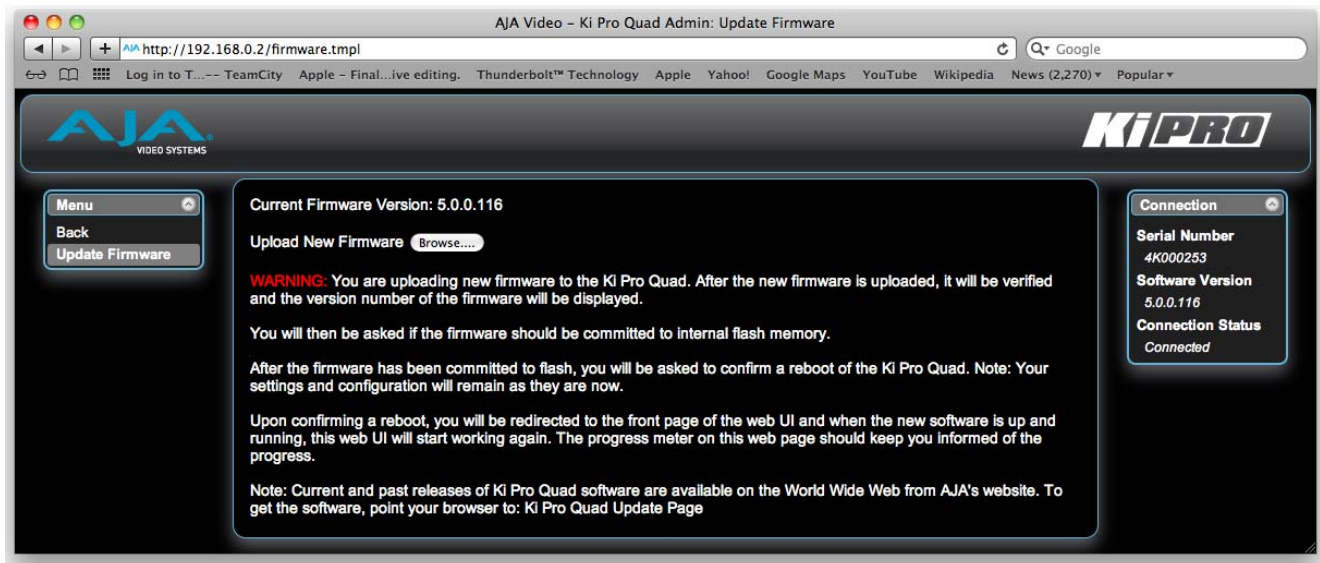 AJA Video – Ki Pro Quad Admin: Update Firmware
AJA http://192.168.0.2/firmware.tmpl
Google
Log in to T...-- TeamCity Apple – Final...ive editing. Thunderbolt™ Technology Apple Yahoo! Google Maps YouTube Wikipedia News (2,270) Popular
AJA®
VIDEO SYSTEMS
Ki PRO
Menu
Back
Update Firmware
Current Firmware Version: 5.0.0.116
Upload New Firmware Browse....
WARNING: You are uploading new firmware to the Ki Pro Quad. After the new firmware is uploaded, it will be verified
and the version number of the firmware will be displayed.
You will then be asked if the firmware should be committed to internal flash memory.
After the firmware has been committed to flash, you will be asked to confirm a reboot of the Ki Pro Quad. Note: Your
settings and configuration will remain as they are now.
Upon confirming a reboot, you will be redirected to the front page of the web UI and when the new software is up and
running, this web UI will start working again. The progress meter on this web page should keep you informed of the
progress.
Note: Current and past releases of Ki Pro Quad software are available on the World Wide Web from AJA's website. To
get the software, point your browser to: Ki Pro Quad Update Page
Connection
Serial Number
4K000253
Software Version
5.0.0.116
Connection Status
Connected